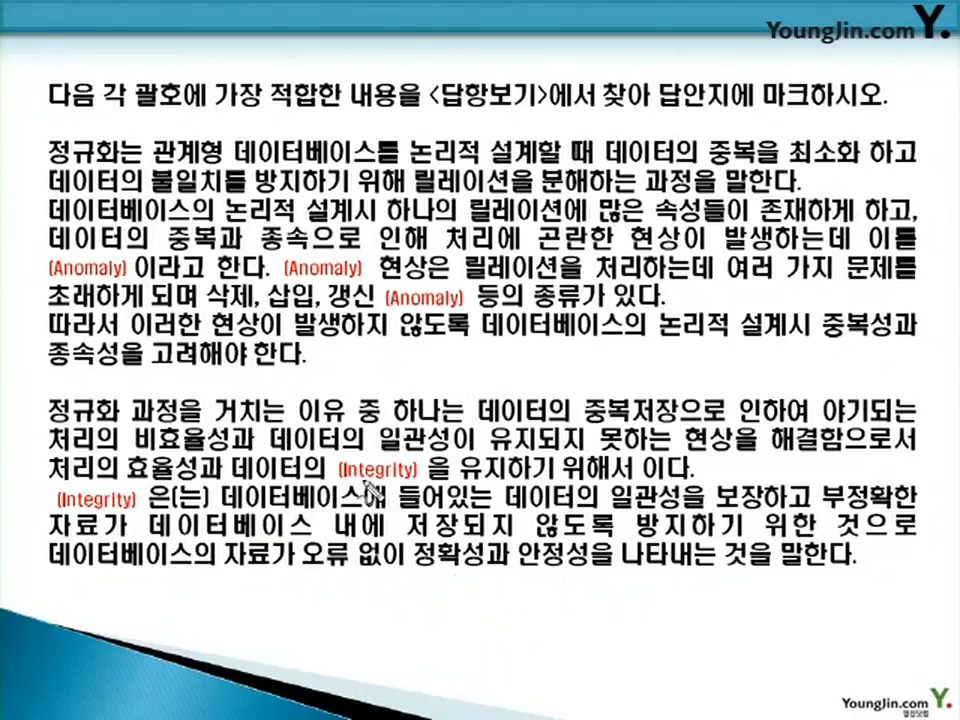 YoungJin.com Y.
다음 각 괄호에 가장 적합한 내용을 <답항보기>에서 찾아 답안지에 마크하시오.
정규화는 관계형 데이터베이스를 논리적 설계할 때 데이터의 중복을 최소화 하고
데이터의 불일치를 방지하기 위해 릴레이션을 분해하는 과정을 말한다.
데이터베이스의 논리적 설계시 하나의 릴레이션에 많은 속성들이 존재하게 하고,
데이터의 중복과 종속으로 인해 처리에 곤란한 현상이 발생하는데 이를
(Anomaly) 이라고 한다. (Anomaly) 현상은 릴레이션을 처리하는데 여러 가지 문제를
초래하게 되며 삭제, 삽입, 갱신 (Anomaly) 등의 종류가 있다.
따라서 이러한 현상이 발생하지 않도록 데이터베이스의 논리적 설계시 중복성과
종속성을 고려해야 한다.
정규화 과정을 거치는 이유 중 하나는 데이터의 중복저장으로 인하여 야기되는
처리의 비효율성과 데이터의 일관성이 유지되지 못하는 현상을 해결함으로서
처리의 효율성과 데이터의 (Integrity) 을 유지하기 위해서 이다.
(Integrity) 은(는) 데이터베이스에 들어있는 데이터의 일관성을 보장하고 부정확한
자료가 데이터베이스 내에 저장되지 않도록 방지하기 위한 것으로
데이터베이스의 자료가 오류 없이 정확성과 안정성을 나타내는 것을 말한다.
YoungJin.com Y.
영진닷컴